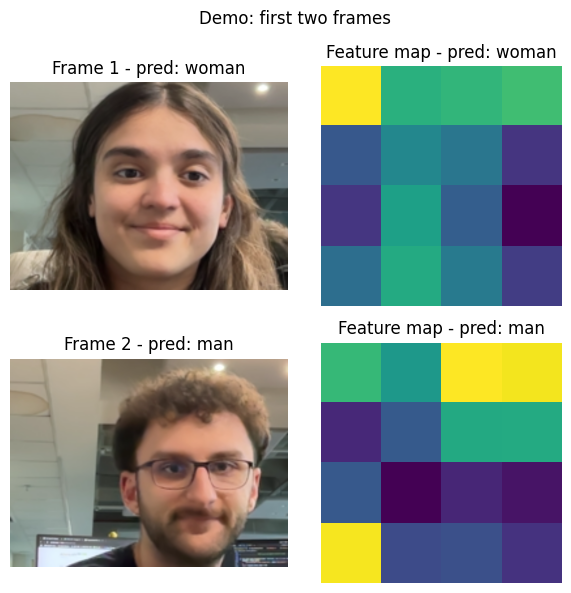 Demo: first two frames
Frame 1 - pred: woman
Feature map - pred: woman
Frame 2 - pred: man
Feature map - pred: man